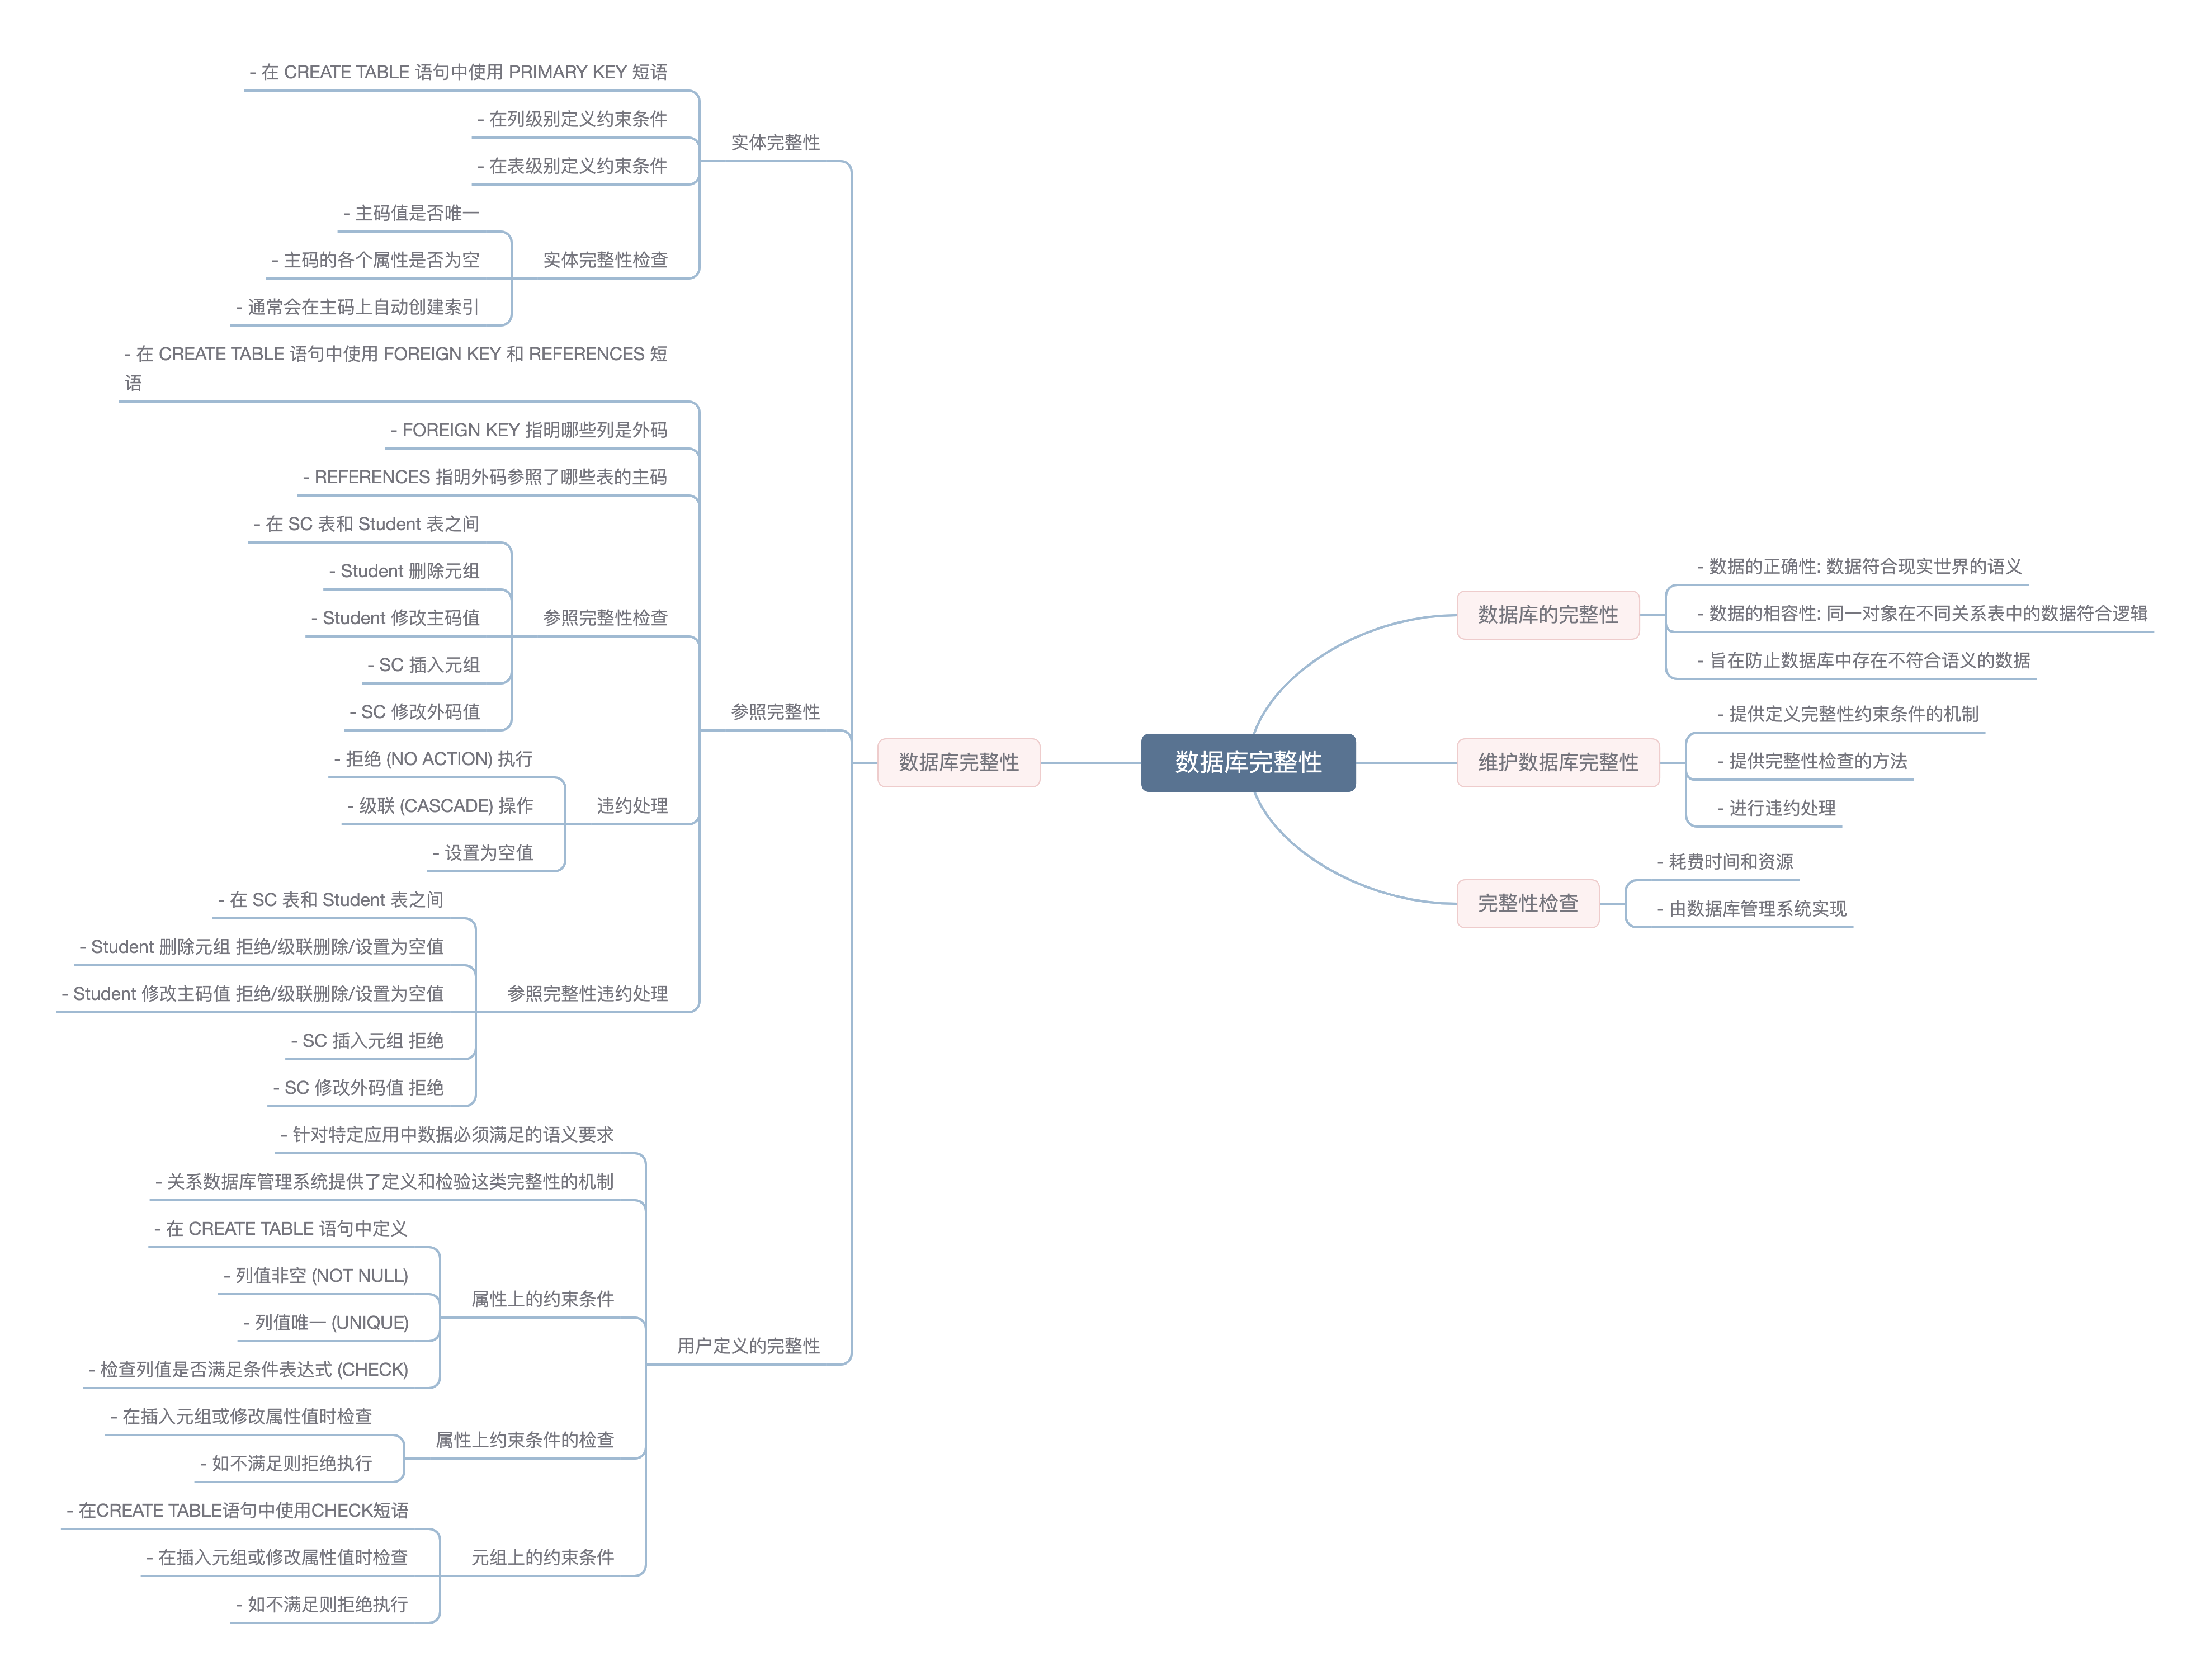 数据库完整性
数据库的完整性
- 数据的正确性: 数据符合现实世界的语义
- 数据的相容性: 同一对象在不同关系表中的数据符合逻辑
- 旨在防止数据库中存在不符合语义的数据
维护数据库完整性
- 提供定义完整性约束条件的机制
- 提供完整性检查的方法
- 进行违约处理
完整性检查
- 耗费时间和资源
- 由数据库管理系统实现
数据库完整性
实体完整性
- 在 CREATE TABLE 语句中使用 PRIMARY KEY 短语
- 在列级别定义约束条件
- 在表级别定义约束条件
实体完整性检查
- 主码值是否唯一
- 主码的各个属性是否为空
- 通常会在主码上自动创建索引
参照完整性
- 在 CREATE TABLE 语句中使用 FOREIGN KEY 和 REFERENCES 短
语
- FOREIGN KEY 指明哪些列是外码
- REFERENCES 指明外码参照了哪些表的主码
参照完整性检查
- 在 SC 表和 Student 表之间
- Student 删除元组
- Student 修改主码值
- SC 插入元组
- SC 修改外码值
违约处理
- 拒绝 (NO ACTION) 执行
- 级联 (CASCADE) 操作
- 设置为空值
参照完整性违约处理
- 在 SC 表和 Student 表之间
- Student 删除元组 拒绝/级联删除/设置为空值
- Student 修改主码值 拒绝/级联删除/设置为空值
- SC 插入元组 拒绝
- SC 修改外码值 拒绝
用户定义的完整性
- 针对特定应用中数据必须满足的语义要求
- 关系数据库管理系统提供了定义和检验这类完整性的机制
属性上的约束条件
- 在 CREATE TABLE 语句中定义
- 列值非空 (NOT NULL)
- 列值唯一 (UNIQUE)
- 检查列值是否满足条件表达式 (CHECK)
属性上约束条件的检查
- 在插入元组或修改属性值时检查
- 如不满足则拒绝执行
元组上的约束条件
- 在CREATE TABLE语句中使用CHECK短语
- 在插入元组或修改属性值时检查
- 如不满足则拒绝执行